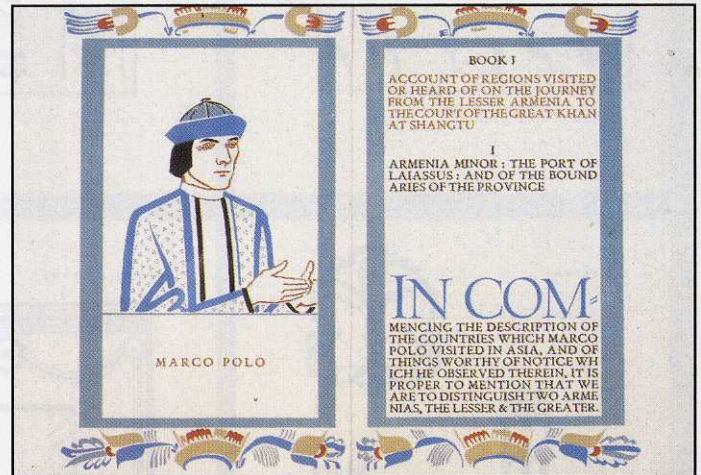 MARCO POLO
BOOK I
ACCOUNT OF REGIONS VISITED
OR HEARD OF ON THE JOURNEY
FROM THE LESSER ARMENIA TO
THE COURT OF THE GREAT KHAN
AT SHANGTU
I
ARMENIA MINOR : THE PORT OF
LAIASSUS : AND OF THE BOUND
ARIES OF THE PROVINCE
IN COM=
MENCING THE DESCRIPTION OF
THE COUNTRIES WHICH MARCO
POLO VISITED IN ASIA, AND OF
THINGS WORTHY OF NOTICE WH
ICH HE OBSERVED THEREIN, IT IS
PROPER TO MENTION THAT WE
ARE TO DISTINGUISH TWO ARME
NIAS, THE LESSER & THE GREATER.